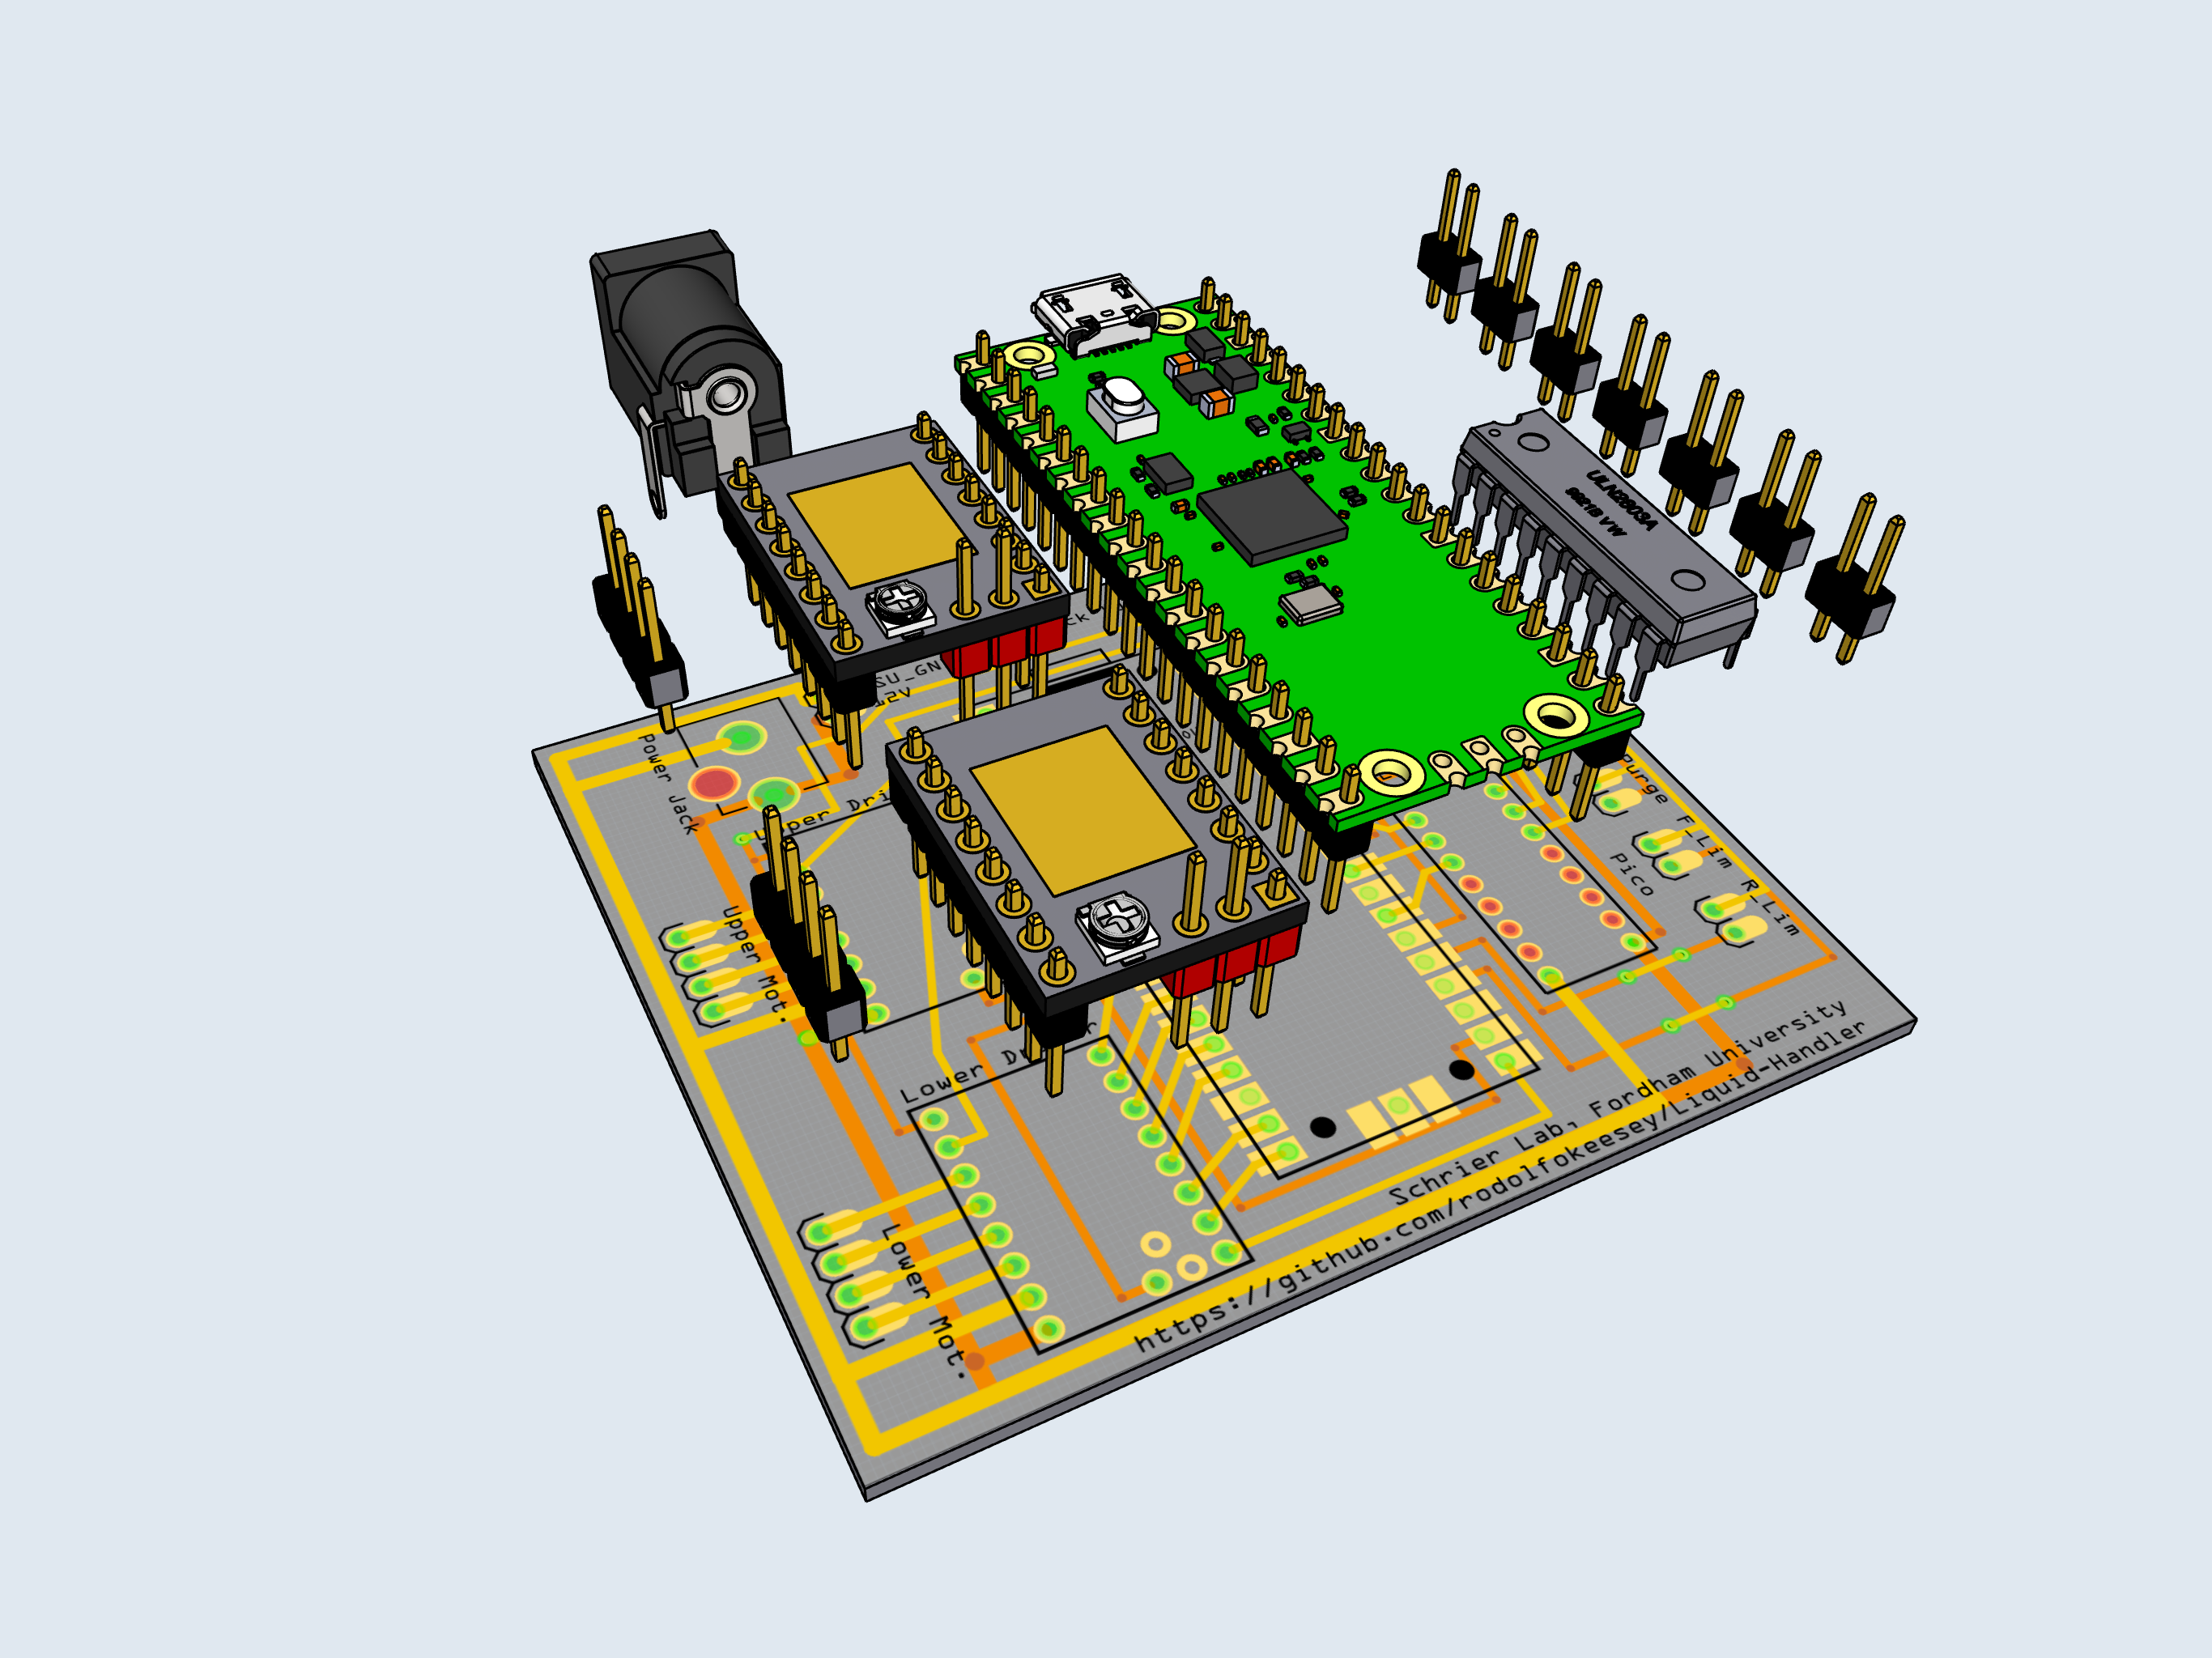 ULN2803A
PSU_GN
12V
Power Jack
Upper Dri
Upper Mot.
Lower Dr r
Lower Mot.
Purge
F_Lim
Pico
R_Lim
Schrier Lab, Fordham University
https://github.com/rodolfokeesey/Liquid-Handler